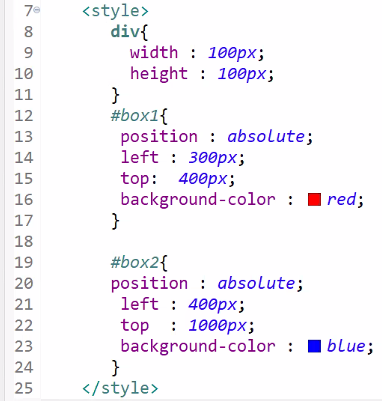 7 <style>
8 div{
9 width : 100px;
10 height : 100px;
11 }
12 #box1{
13 position : absolute;
14 left : 300px;
15 top:  400px;
16 background-color : red;
17 }
18
19 #box2{
20 position : absolute;
21 left : 400px;
22 top  : 1000px;
23 background-color : blue;
24 }
25 </style>